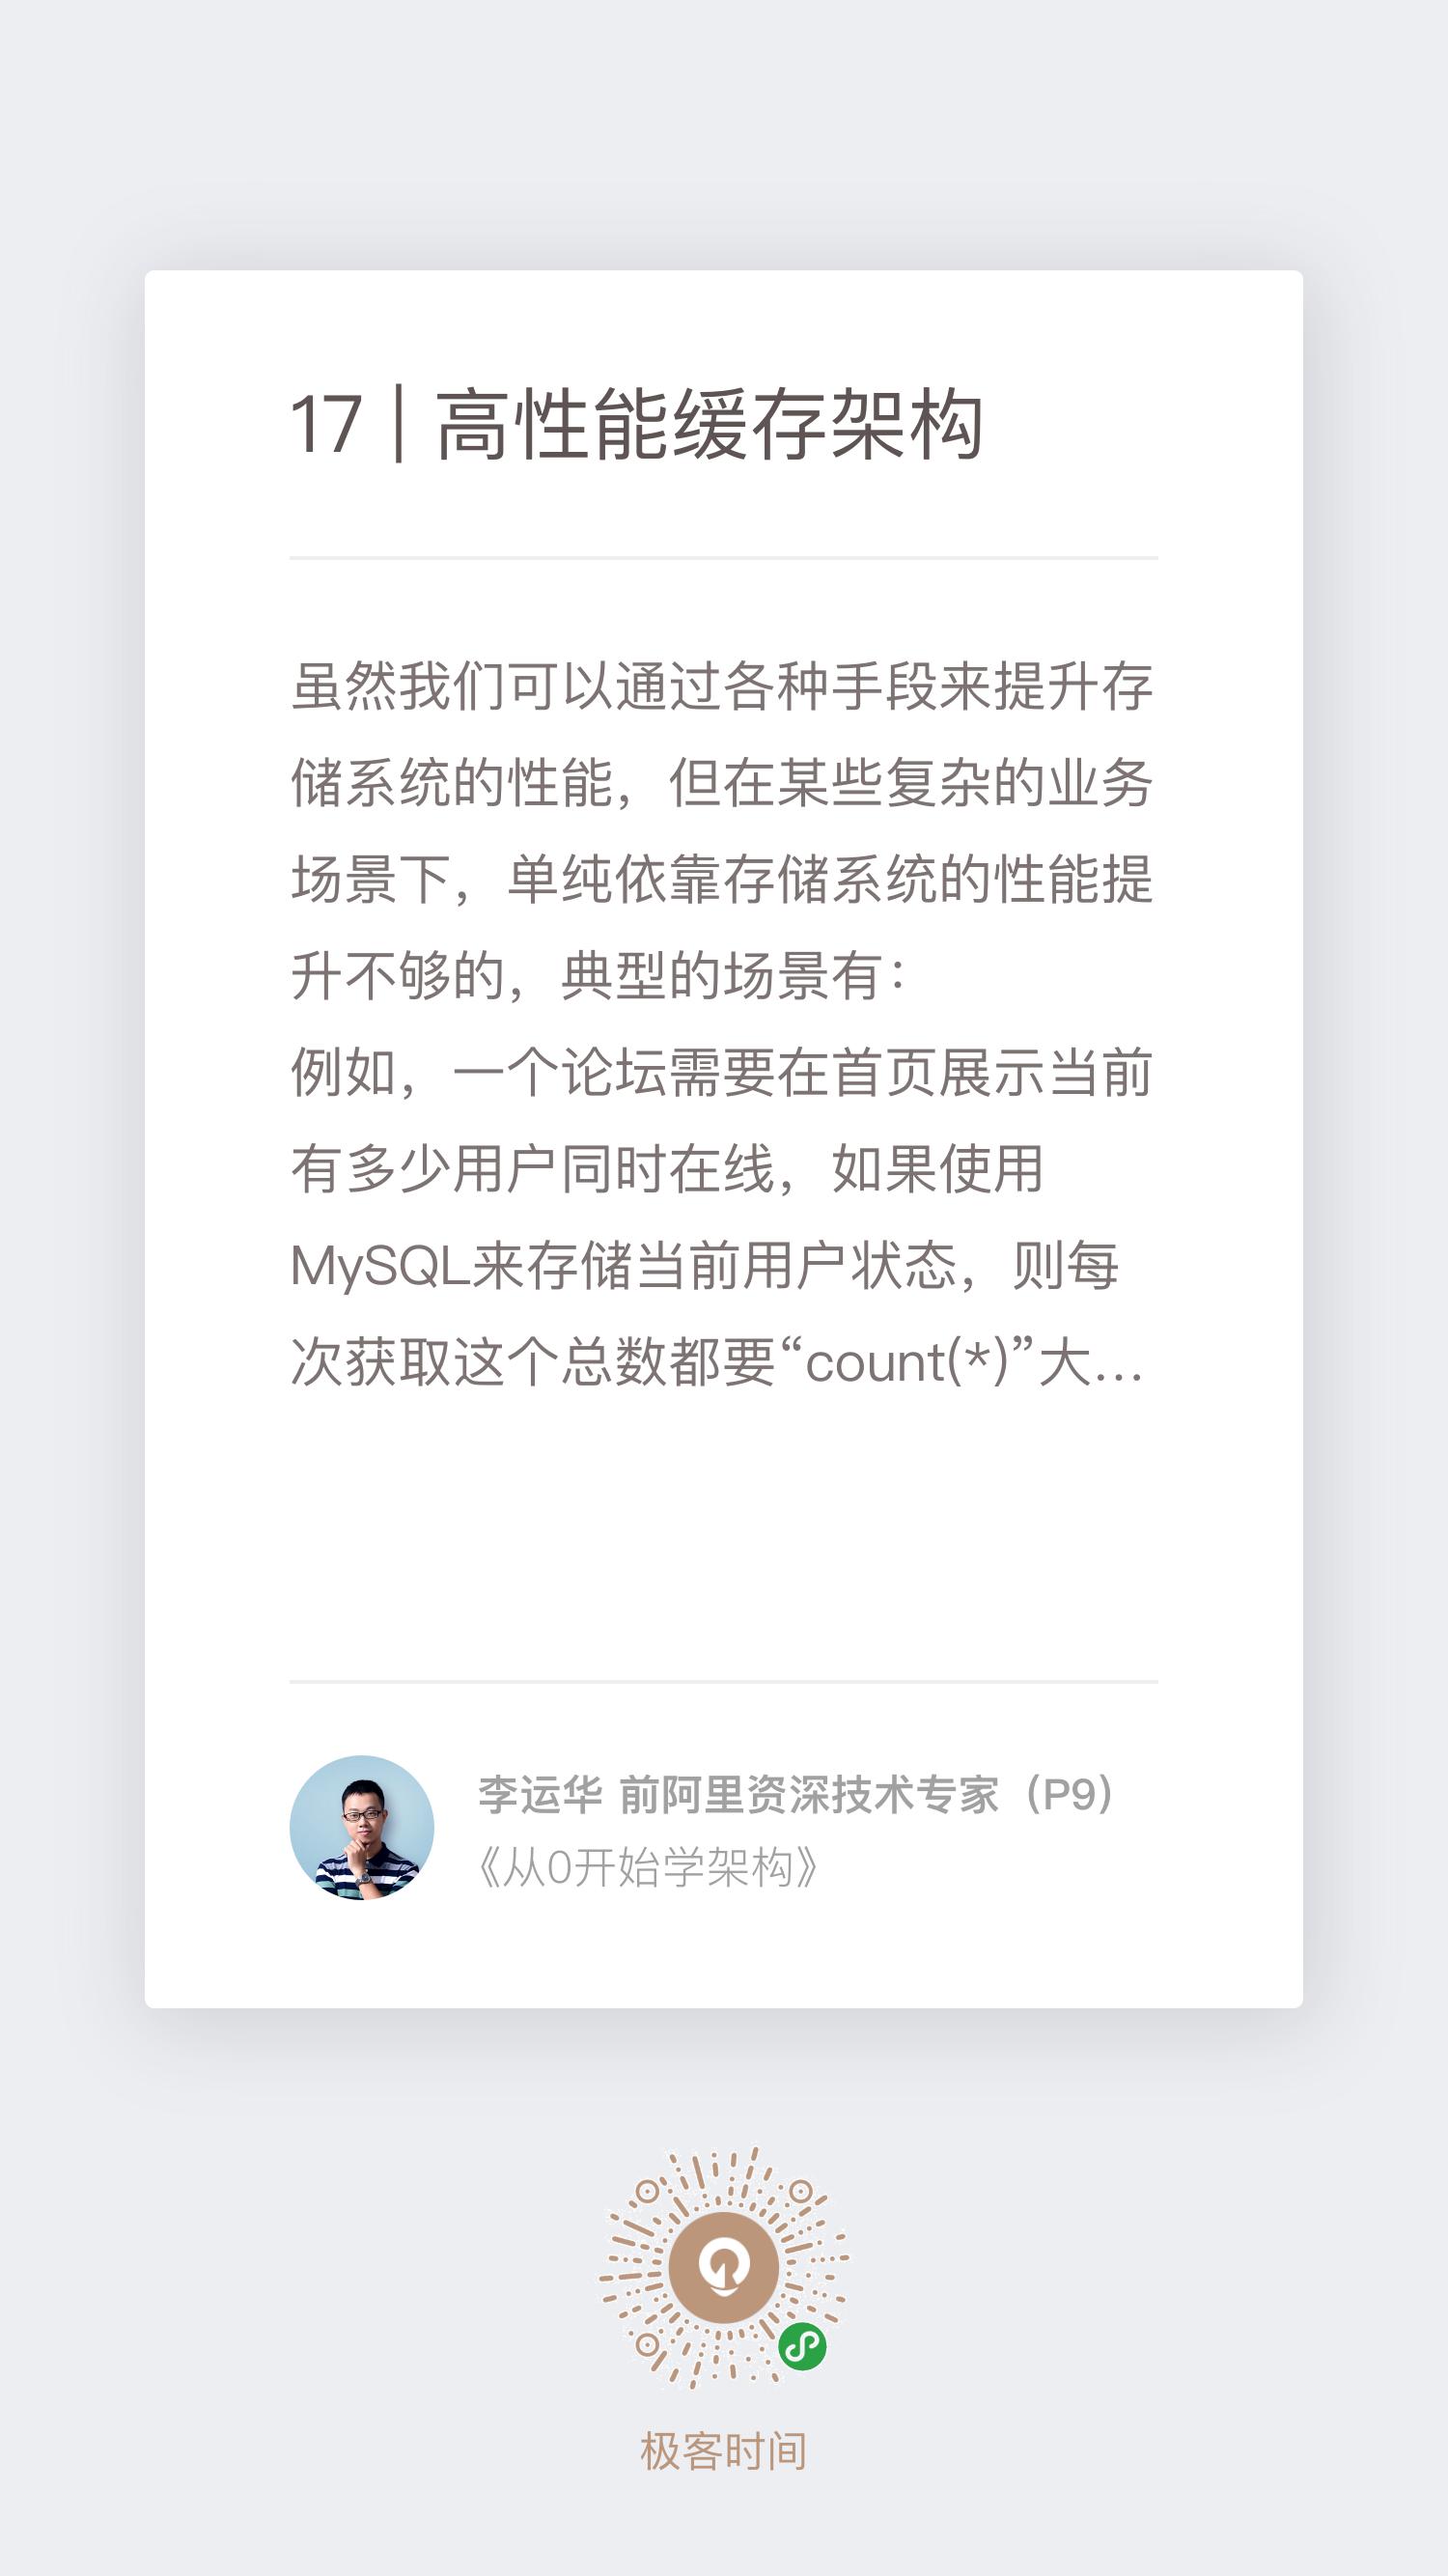 17 | 高性能缓存架构
虽然我们可以通过各种手段来提升存
储系统的性能，但在某些复杂的业务
场景下，单纯依靠存储系统的性能提
升不够的，典型的场景有：
例如，一个论坛需要在首页展示当前
有多少用户同时在线，如果使用
MySQL来存储当前用户状态，则每
次获取这个总数都要“count(*)”大...
李运华 前阿里资深技术专家（P9）
《从0开始学架构》
极客时间